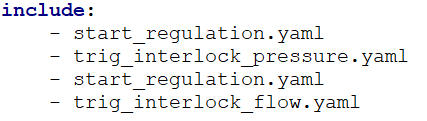 include:
    - start_regulation.yaml
    - trig_interlock_pressure.yaml
    - start_regulation.yaml
    - trig_interlock_flow.yaml